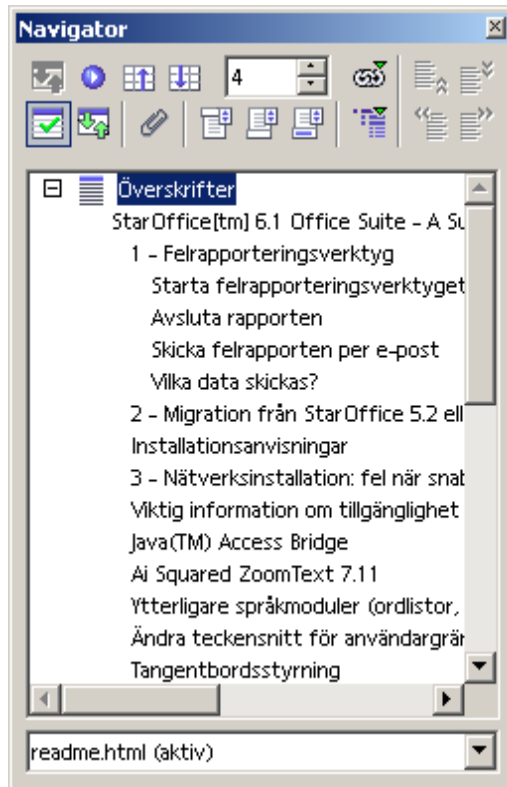 Navigator
4
Överskrifter
StarOffice[tm] 6.1 Office Suite - A Su
1 - Felrapporteringsverktyg
Starta felrapporteringsverktyget
Avsluta rapporten
Skicka felrapporten per e-post
Vilka data skickas?
2 - Migration från StarOffice 5.2 ell
Installationsanvisningar
3 - Nätverksinstallation: fel när snab
Viktig information om tillgänglighet
Java(TM) Access Bridge
Ai Squared ZoomText 7.11
Ytterligare språkmoduler (ordlistor,
Ändra teckensnitt för användargrän
Tangentbordsstyrning
readme.html (aktiv)